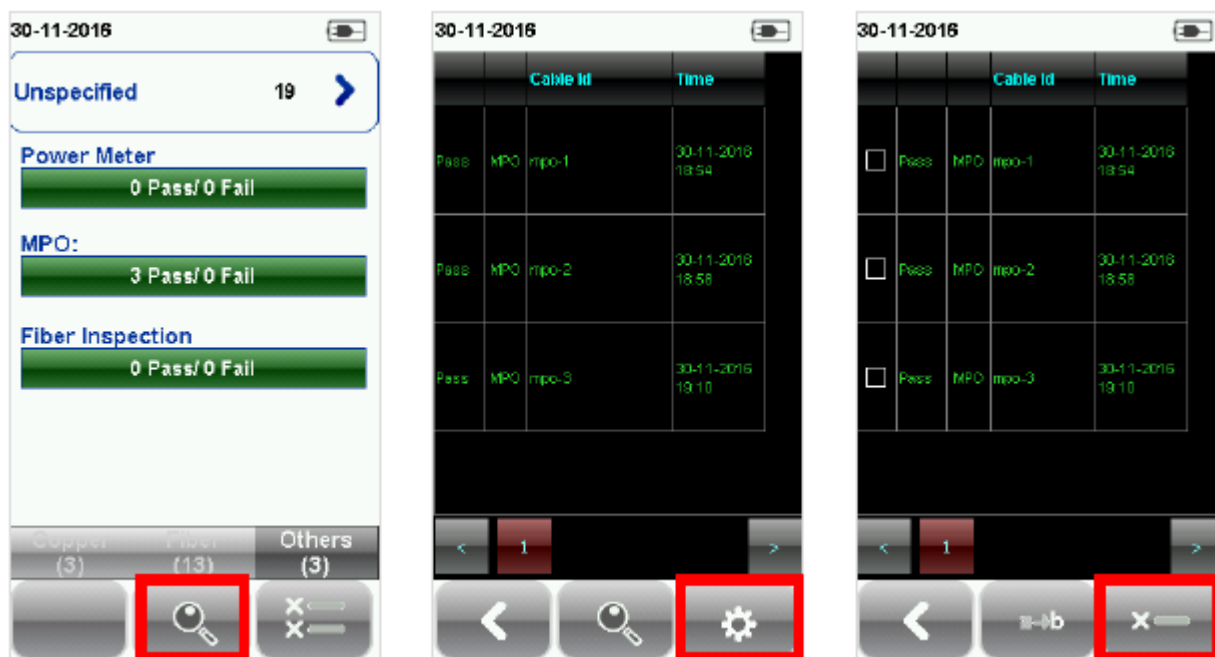 30-11-2016
Unspecified 19
Power Meter
0 Pass/ 0 Fail
MPO:
3 Pass/ 0 Fail
Fiber Inspection
0 Pass/ 0 Fail
Copper Fiber Others
(3) (13) (3)
30-11-2016
Cable Id Time
Pass MPO mpo-1 30-11-2016
18:54
Pass MPO mpo-2 30-11-2016
18:58
Pass MPO mpo-3 30-11-2016
19:10
< 1 >
30-11-2016
Cable Id Time
Pass MPO mpo-1 30-11-2016
18:54
Pass MPO mpo-2 30-11-2016
18:58
Pass MPO mpo-3 30-11-2016
19:10
< 1 >
a→b